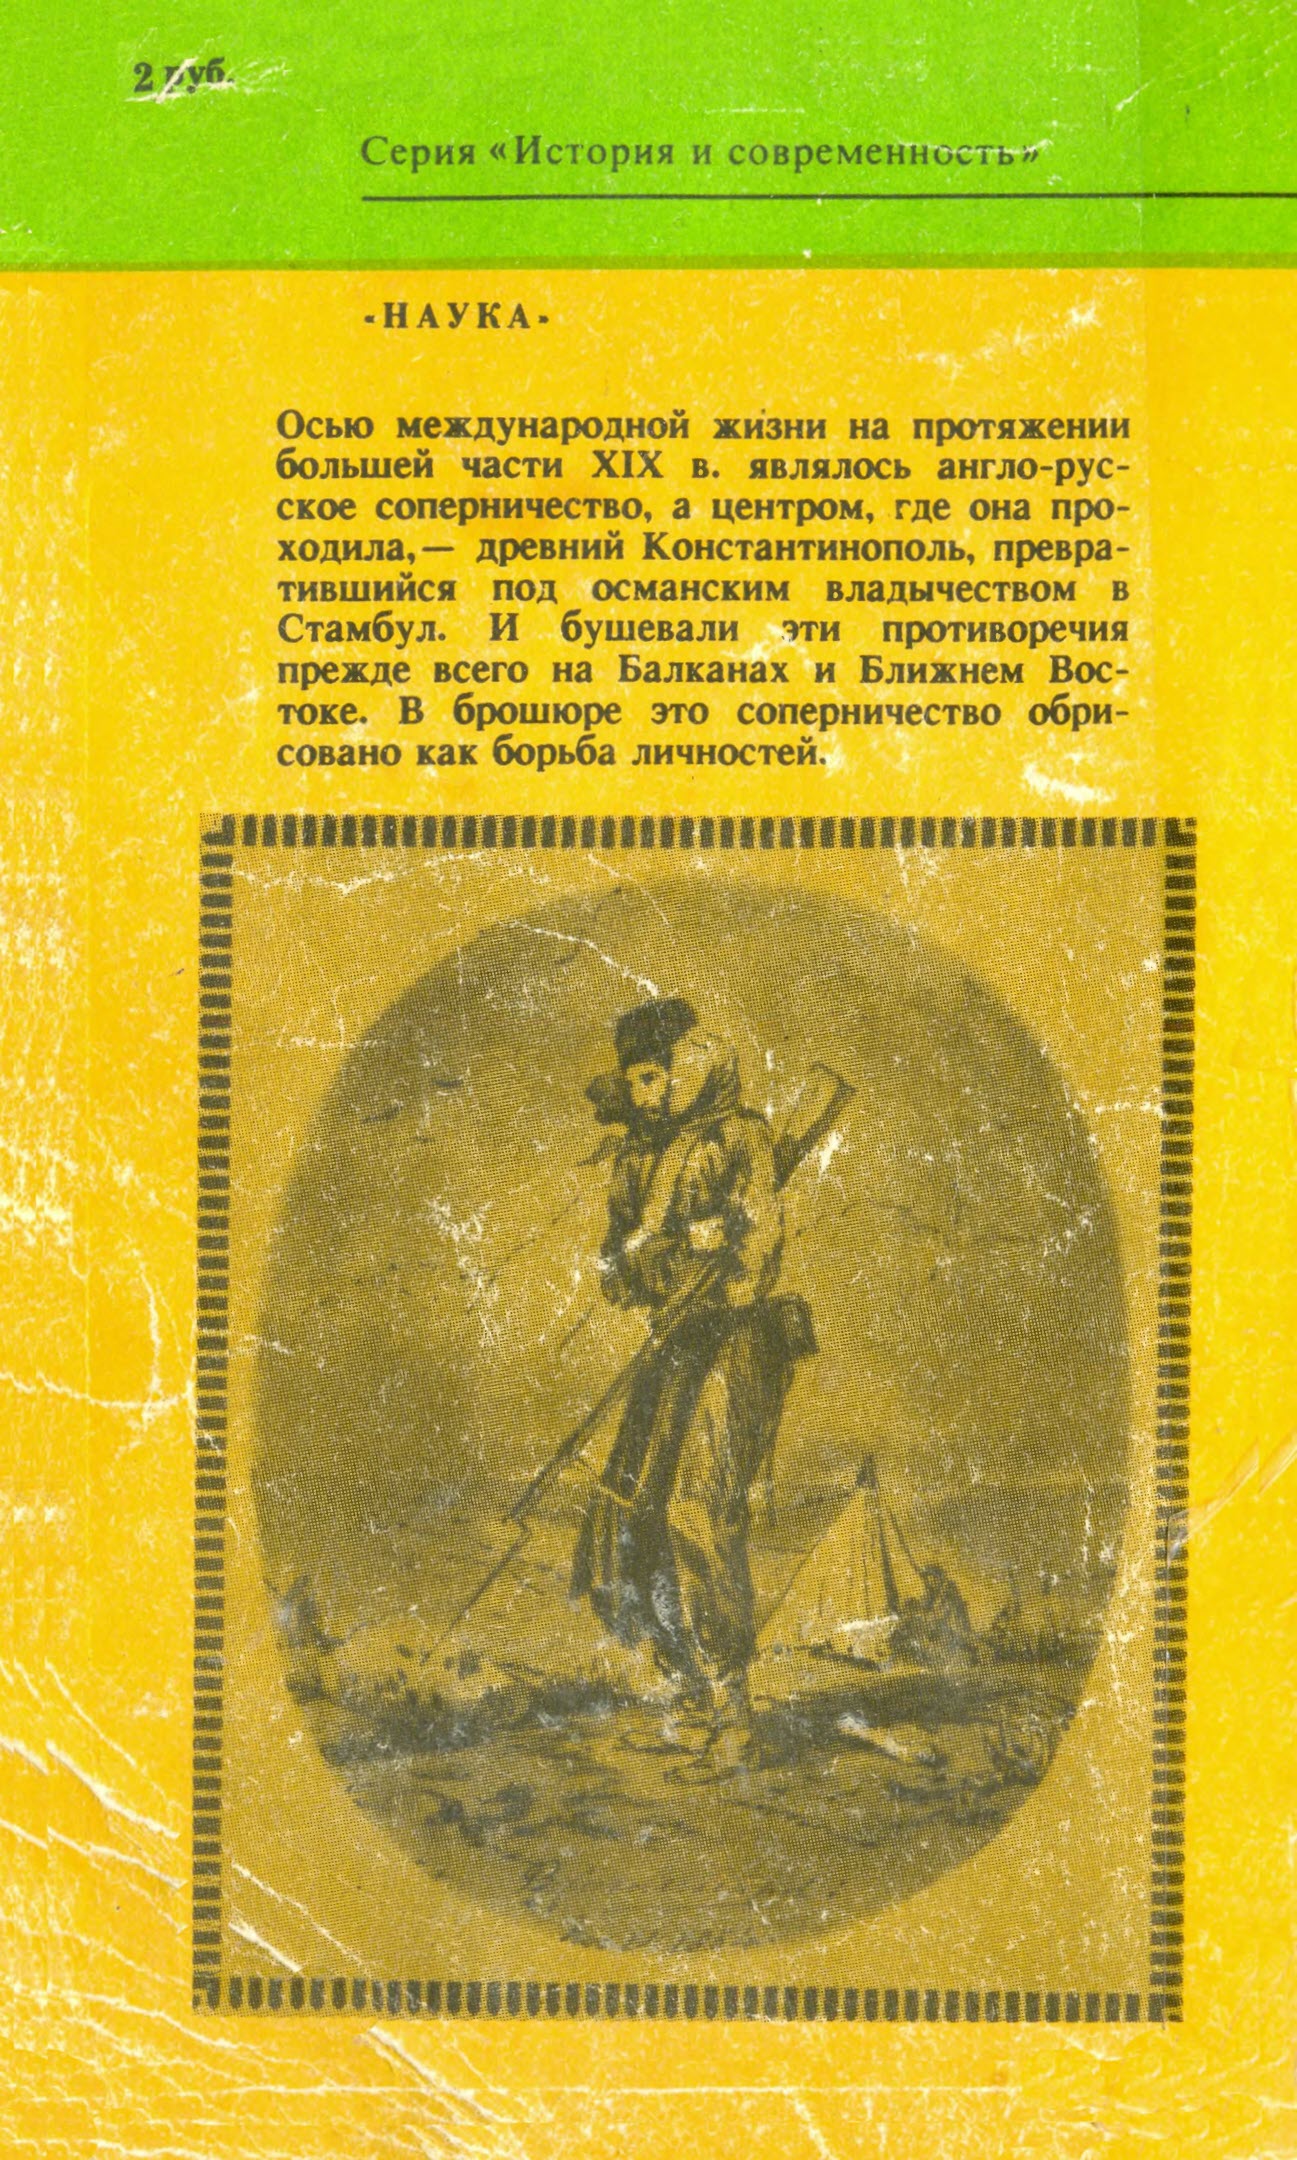 2 руб.
Серия «История и современность»
«НАУКА»
Осью международной жизни на протяжении
большей части XIX в. являлось англо-рус-
ское соперничество, а центром, где она про-
ходила,— древний Константинополь, превра-
тившийся под османским владычеством в
Стамбул. И бушевали эти противоречия
прежде всего на Балканах и Ближнем Вос-
токе. В брошюре это соперничество обри-
совано как борьба личностей.